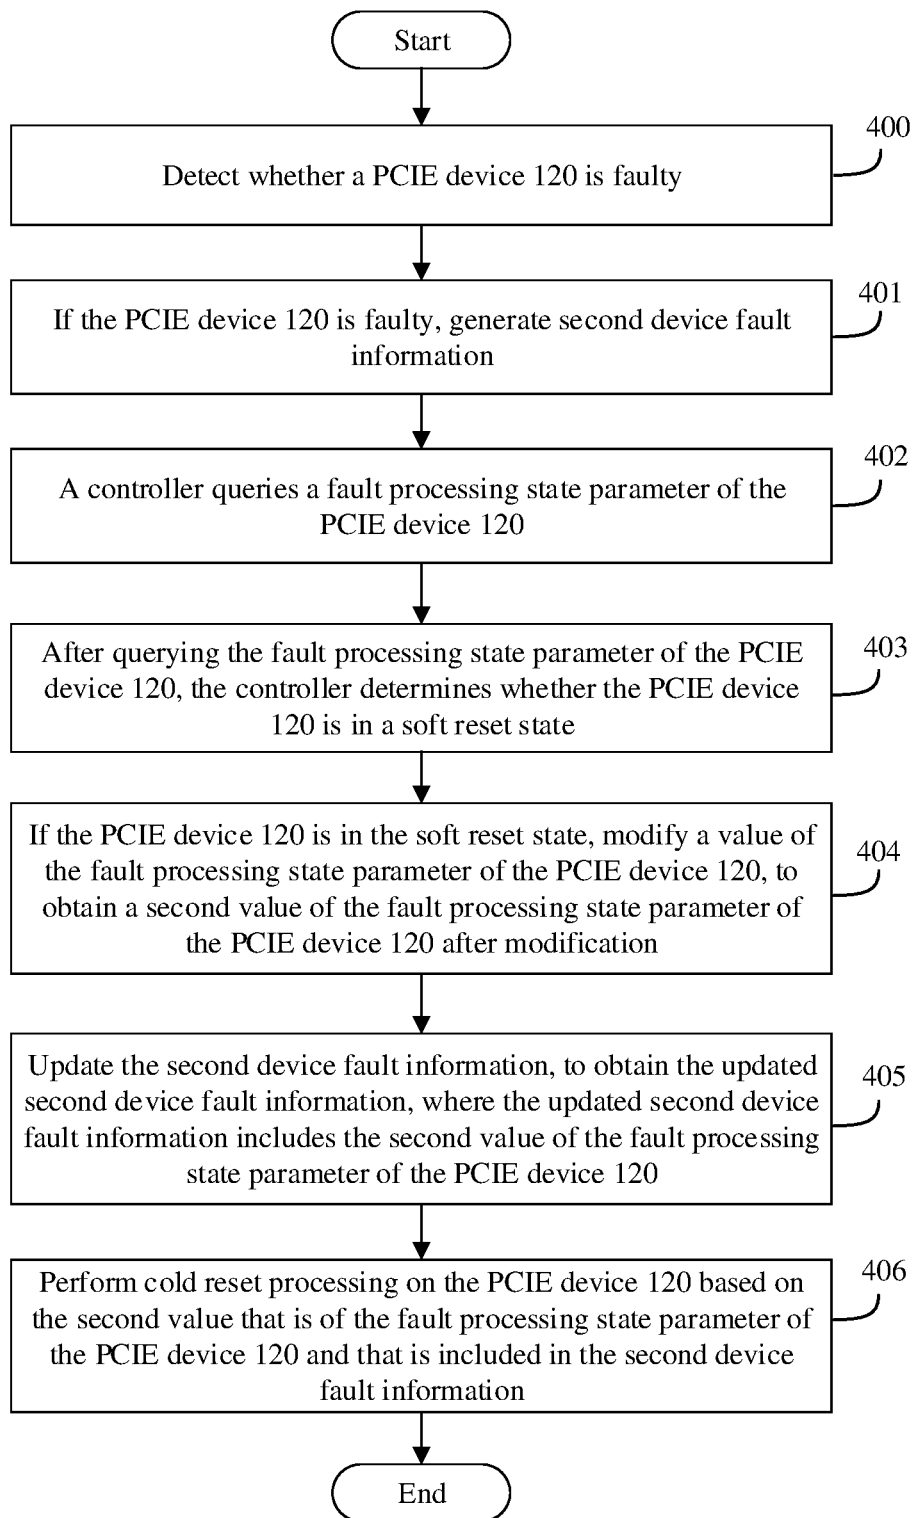 Start
400
Detect whether a PCIE device 120 is faulty
401
If the PCIE device 120 is faulty, generate second device fault
information
402
A controller queries a fault processing state parameter of the
PCIE device 120
403
After querying the fault processing state parameter of the PCIE
device 120, the controller determines whether the PCIE device
120 is in a soft reset state
404
If the PCIE device 120 is in the soft reset state, modify a value of
the fault processing state parameter of the PCIE device 120, to
obtain a second value of the fault processing state parameter of
the PCIE device 120 after modification
405
Update the second device fault information, to obtain the updated
second device fault information, where the updated second device
fault information includes the second value of the fault processing
state parameter of the PCIE device 120
406
Perform cold reset processing on the PCIE device 120 based on
the second value that is of the fault processing state parameter of
the PCIE device 120 and that is included in the second device
fault information
End